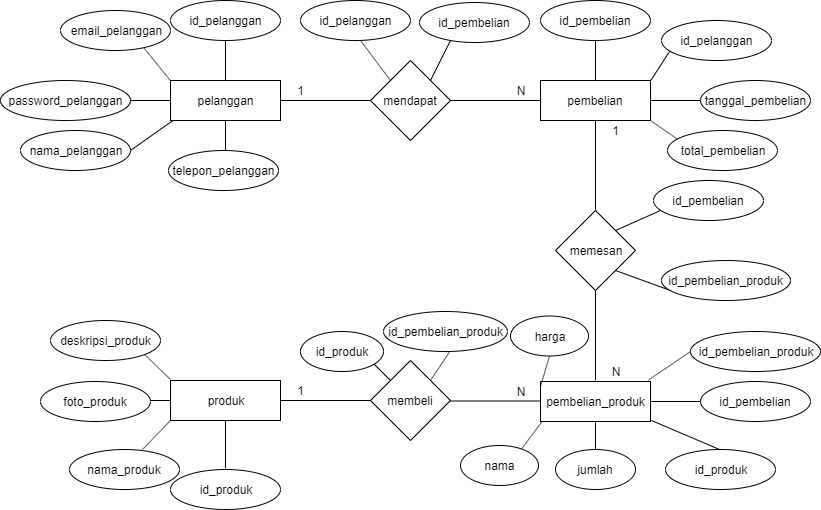 id_pelanggan
email_pelanggan
password_pelanggan
nama_pelanggan
telepon_pelanggan
pelanggan
1
id_pelanggan
id_pembelian
mendapat
N
id_pembelian
id_pelanggan
tanggal_pembelian
total_pembelian
pembelian
1
id_pembelian
memesan
id_pembelian_produk
N
deskripsi_produk
foto_produk
nama_produk
id_produk
produk
1
id_produk
id_pembelian_produk
membeli
N
harga
pembelian_produk
id_pembelian_produk
id_pembelian
id_produk
jumlah
nama